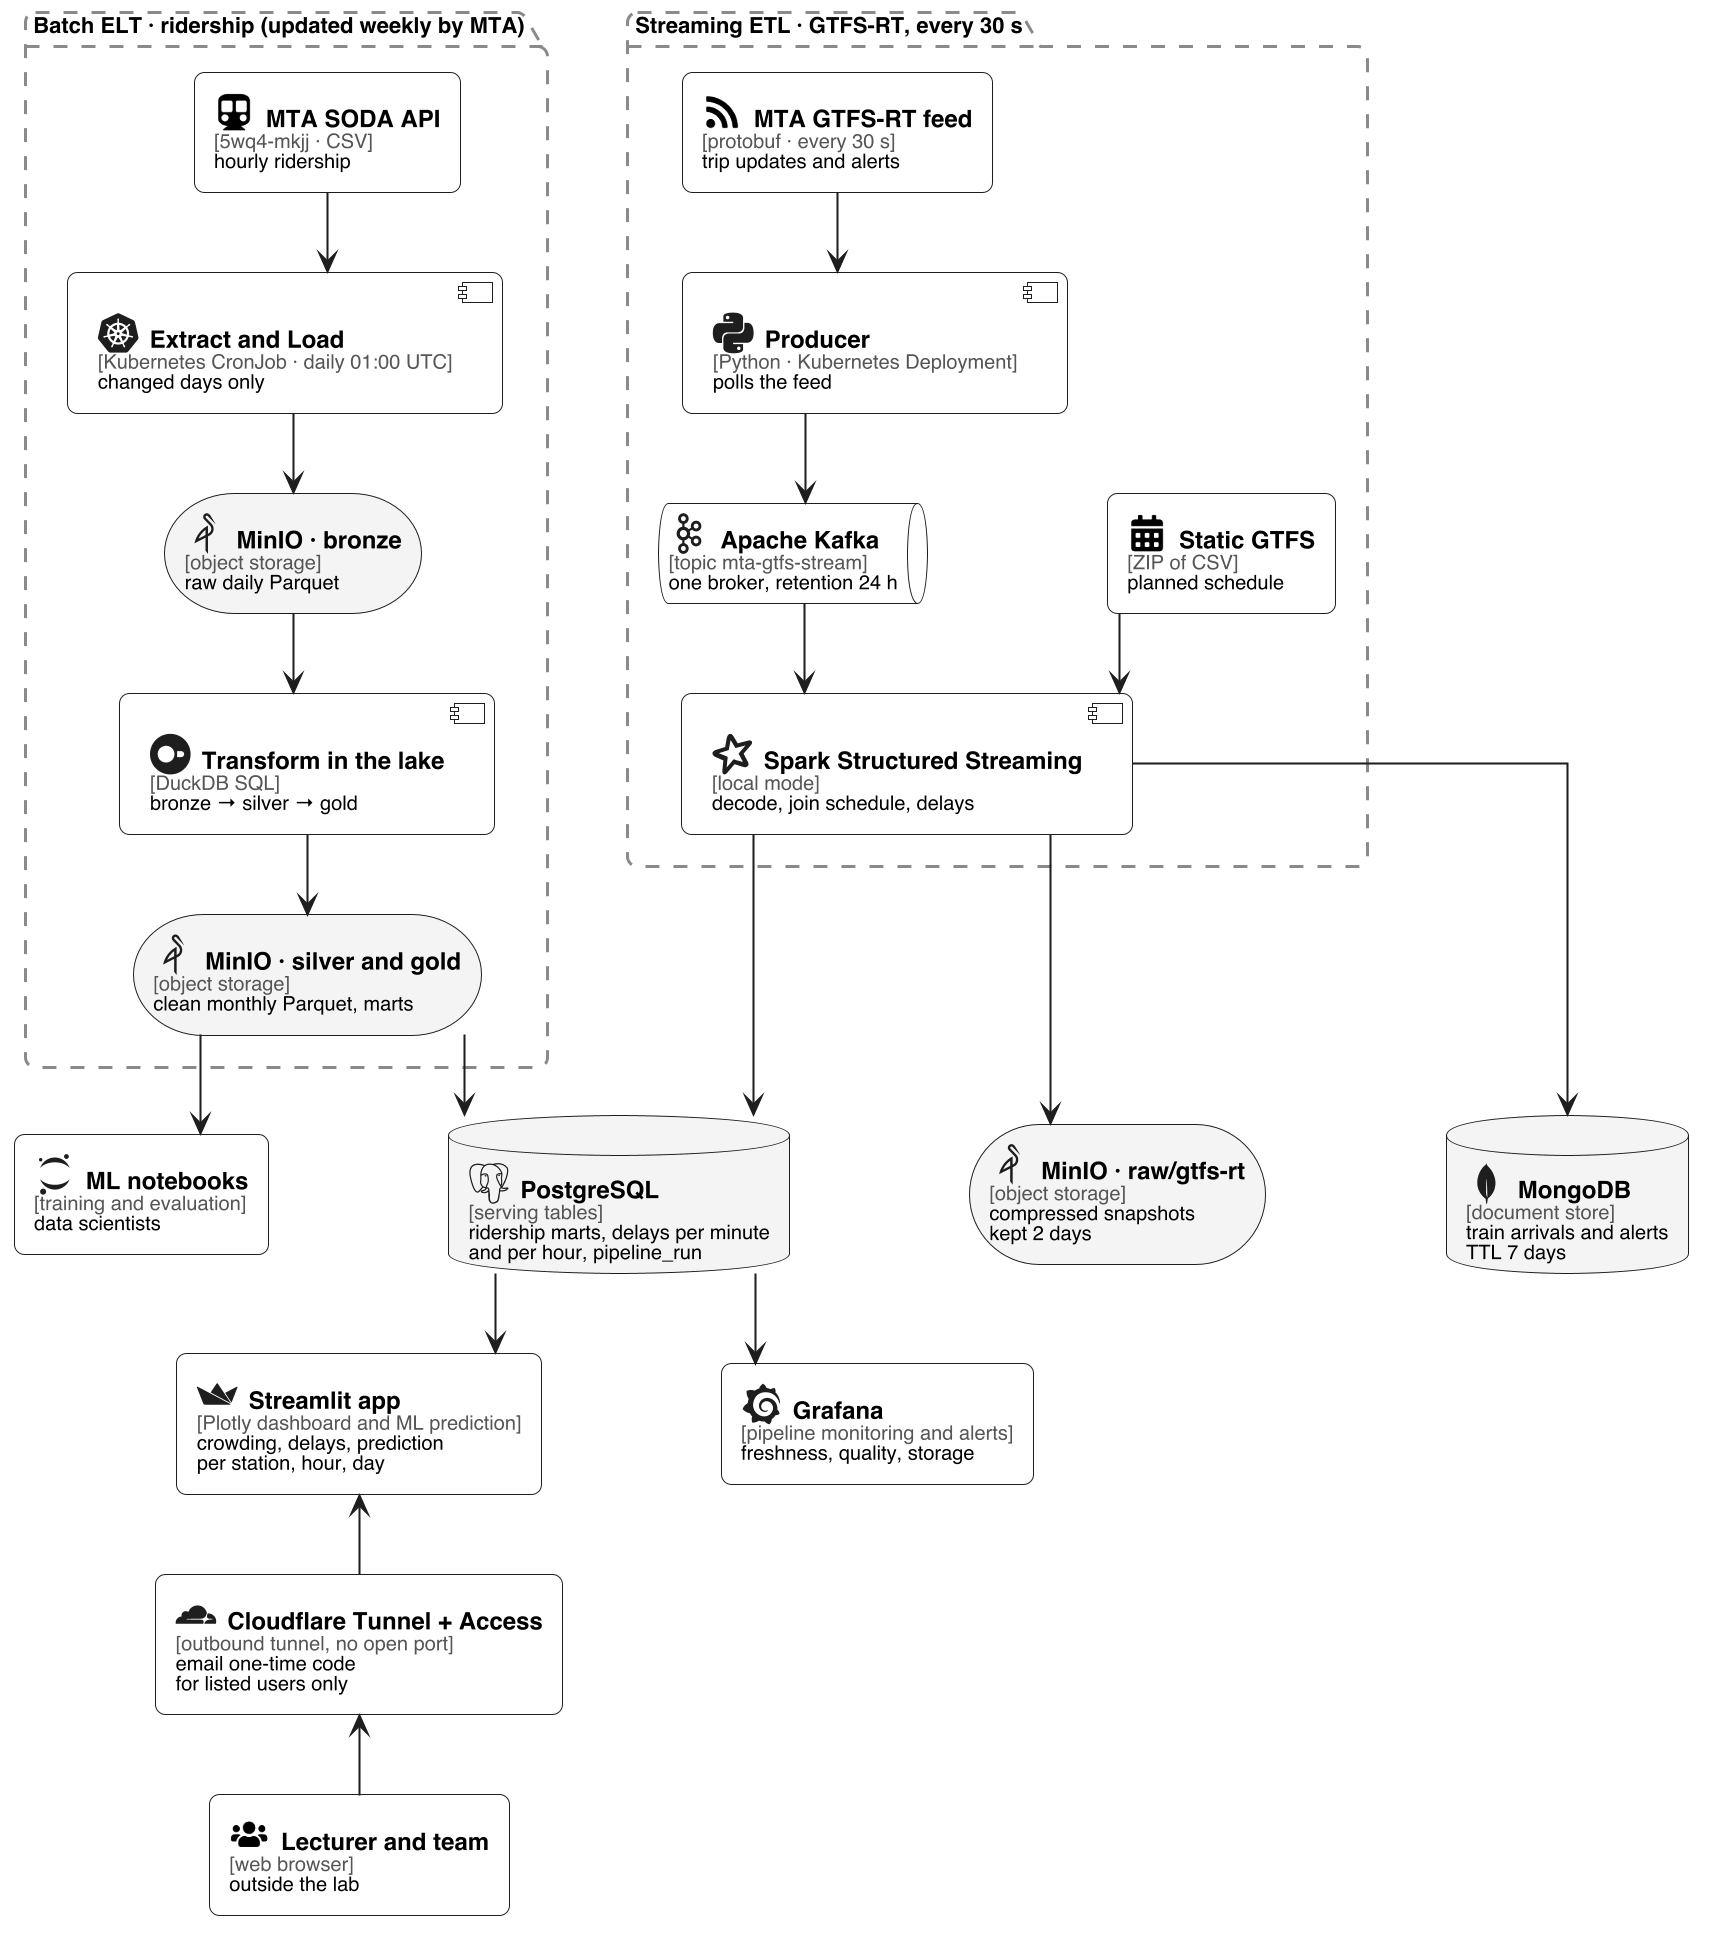 Batch ELT · ridership (updated weekly by MTA)
MTA SODA API
[5wq4-mkjj · CSV]
hourly ridership
Extract and Load
[Kubernetes CronJob · daily 01:00 UTC]
changed days only
MinIO · bronze
[object storage]
raw daily Parquet
Transform in the lake
[DuckDB SQL]
bronze → silver → gold
MinIO · silver and gold
[object storage]
clean monthly Parquet, marts
Streaming ETL · GTFS-RT, every 30 s
MTA GTFS-RT feed
[protobuf · every 30 s]
trip updates and alerts
Producer
[Python · Kubernetes Deployment]
polls the feed
Apache Kafka
[topic mta-gtfs-stream]
one broker, retention 24 h
Static GTFS
[ZIP of CSV]
planned schedule
Spark Structured Streaming
[local mode]
decode, join schedule, delays
ML notebooks
[training and evaluation]
data scientists
PostgreSQL
[serving tables]
ridership marts, delays per minute
and per hour, pipeline_run
MinIO · raw/gtfs-rt
[object storage]
compressed snapshots
kept 2 days
MongoDB
[document store]
train arrivals and alerts
TTL 7 days
Streamlit app
[Plotly dashboard and ML prediction]
crowding, delays, prediction
per station, hour, day
Grafana
[pipeline monitoring and alerts]
freshness, quality, storage
Cloudflare Tunnel + Access
[outbound tunnel, no open port]
email one-time code
for listed users only
Lecturer and team
[web browser]
outside the lab